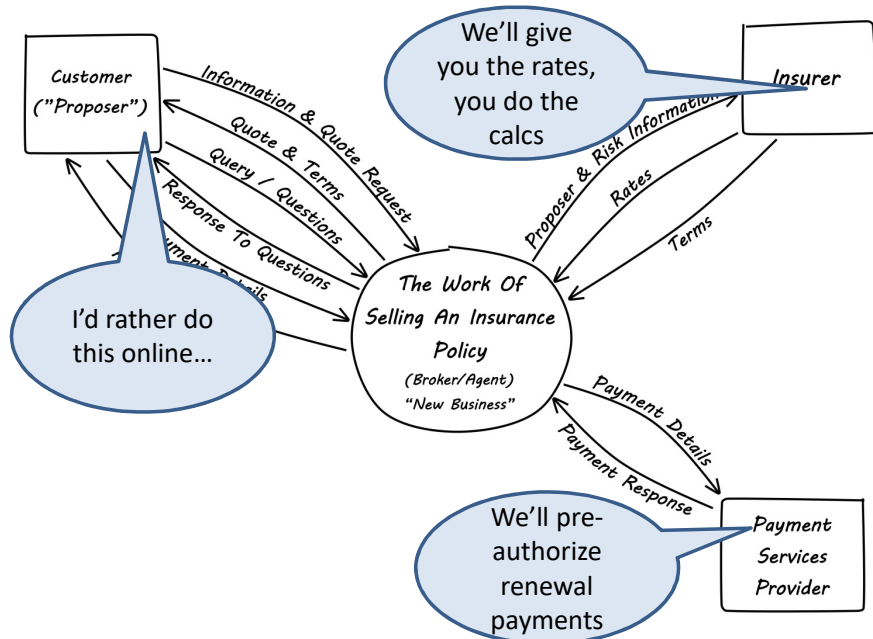 Customer
("Proposer")
Information & Quote Request
Quote & Terms
Query / Questions
Response To Questions
Details
I'd rather do
this online...
We'll give
you the rates,
you do the
calcs
Insurer
Proposer & Risk Information
Rates
Terms
The Work Of
Selling An Insurance
Policy
(Broker/Agent)
"New Business"
Payment Details
Payment Response
We'll pre-
authorize
renewal
payments
Payment
Services
Provider